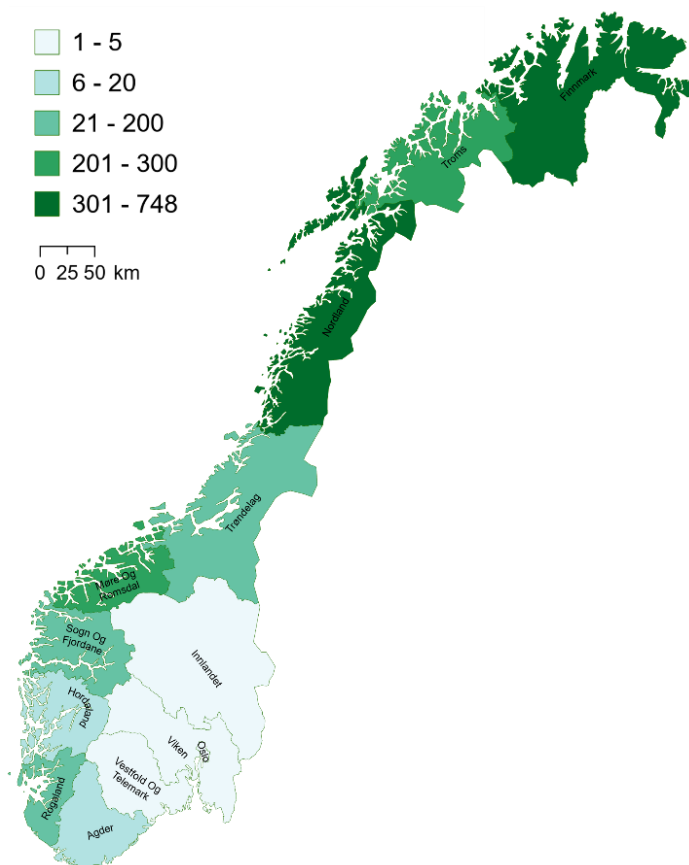 1 - 5
6 - 20
21 - 200
201 - 300
301 - 748
0 25 50 km
Finnmark
Troms
Nordland
Trøndelag
Møre Og
Romsdal
Sogn Og
Fjordane
Innlandet
Hordaland
Oslo
Viken
Vestfold Og
Telemark
Rogaland
Agder